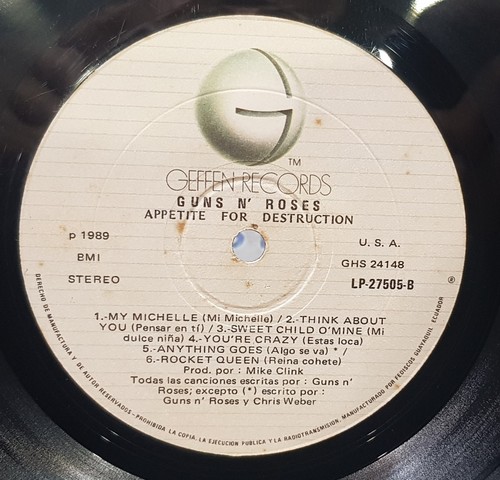 G
TM
GEFFEN RECORDS
GUNS N' ROSES
APPETITE FOR DESTRUCTION
p 1989
BMI
STEREO
U. S. A.
GHS 24148
LP-27505-B
1.-MY MICHELLE (Mi Michelle) / 2.-THINK ABOUT
YOU (Pensar en tí) / 3.-SWEET CHILD O'MINE (Mi
dulce niña) 4.-YOU'RE CRAZY (Estas loca)
5.-ANYTHING GOES (Algo se va) * /
6.-ROCKET QUEEN (Reina cohete)
Prod. por : Mike Clink
Todas las canciones escritas por : Guns n'
Roses; excepto (*) escrito por :
Guns n' Roses y Chris Weber
DERECHO DE MANUFACTURA Y DE AUTOR RESERVADOS - PROHIBIDA LA COPIA, LA EJECUCION PUBLICA Y LA RADIOTRANSMISION. MANUFACTURADO POR FEDISCOS GUAYAQUIL ECUADOR ®